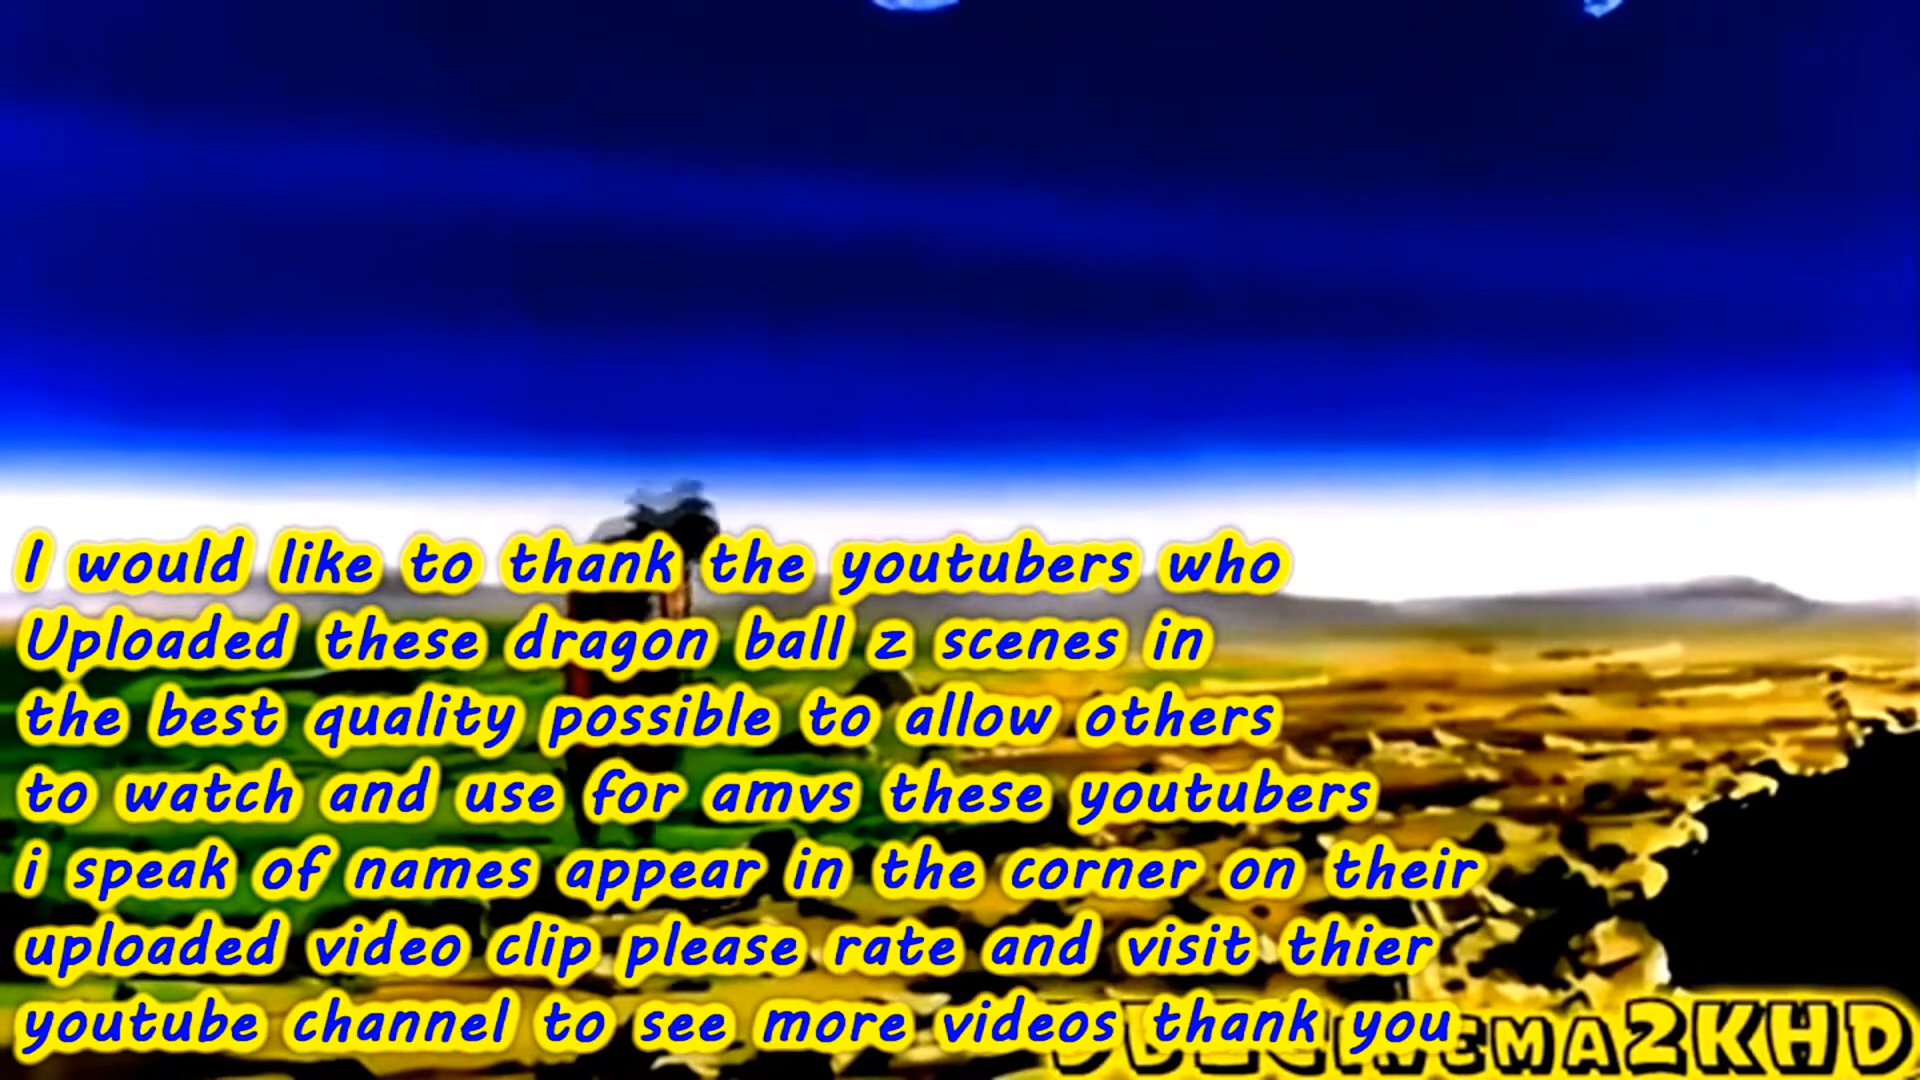 I would like to thank the youtubers who
Uploaded these dragon ball z scenes in
the best quality possible to allow others
to watch and use for amvs these youtubers
i speak of names appear in the corner on their
uploaded video clip please rate and visit thier
youtube channel to see more videos thank you
DBZCINEMA2KHD